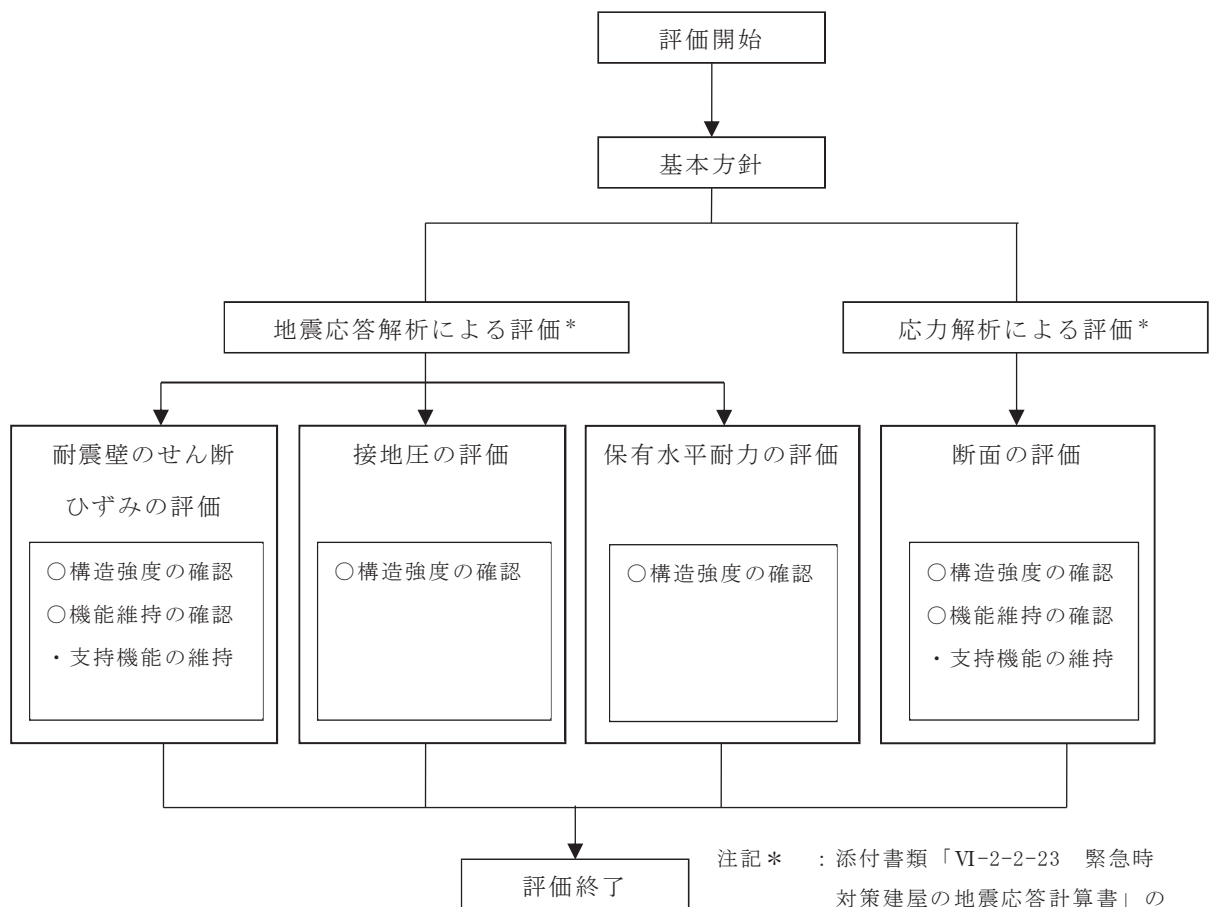 評価開始
基本方針
地震応答解析による評価*
応力解析による評価*
耐震壁のせん断
ひずみの評価
○構造強度の確認
○機能維持の確認
・支持機能の維持
接地圧の評価
○構造強度の確認
保有水平耐力の評価
○構造強度の確認
断面の評価
○構造強度の確認
○機能維持の確認
・支持機能の維持
評価終了
注記* :添付書類「Ⅵ-2-2-23 緊急時
対策建屋の地震応答計算書」の